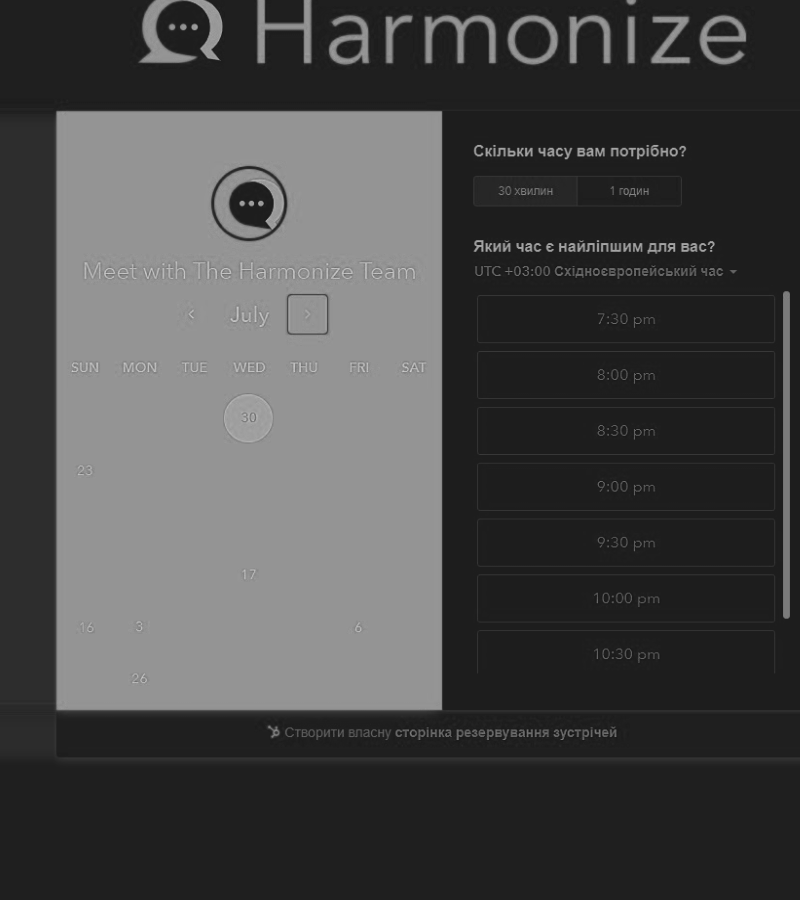 Harmonize
Meet with The Harmonize Team
July
SUN MON TUE WED THU FRI SAT
30
23
17
16 3 6
26
Скільки часу вам потрібно?
30 хвилин 1 годин
Який час є найліпшим для вас?
UTC +03:00 Східноєвропейський час
7:30 pm
8:00 pm
8:30 pm
9:00 pm
9:30 pm
10:00 pm
10:30 pm
Створити власну сторінка резервування зустрічей